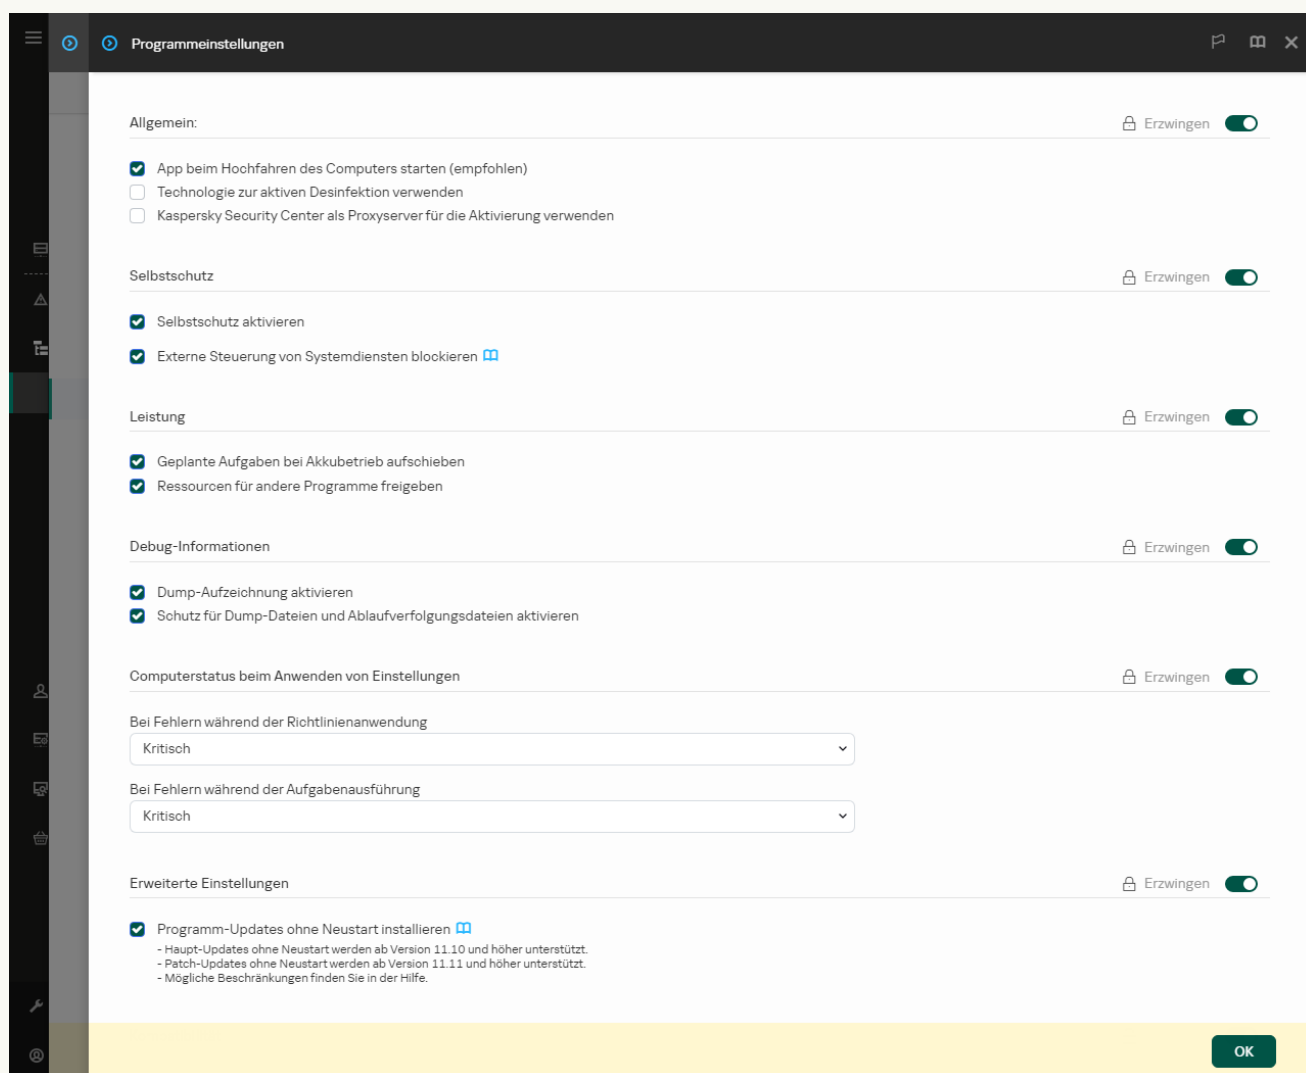 Programmeinstellungen
Allgemein:
Erzwingen
App beim Hochfahren des Computers starten (empfohlen)
Technologie zur aktiven Desinfektion verwenden
Kaspersky Security Center als Proxyserver für die Aktivierung verwenden
Selbstschutz
Erzwingen
Selbstschutz aktivieren
Externe Steuerung von Systemdiensten blockieren
Leistung
Erzwingen
Geplante Aufgaben bei Akkubetrieb aufschieben
Ressourcen für andere Programme freigeben
Debug-Informationen
Erzwingen
Dump-Aufzeichnung aktivieren
Schutz für Dump-Dateien und Ablaufverfolgungsdateien aktivieren
Computerstatus beim Anwenden von Einstellungen
Erzwingen
Bei Fehlern während der Richtlinienanwendung
Kritisch
Bei Fehlern während der Aufgabenausführung
Kritisch
Erweiterte Einstellungen
Erzwingen
Programm-Updates ohne Neustart installieren
- Haupt-Updates ohne Neustart werden ab Version 11.10 und höher unterstützt.
- Patch-Updates ohne Neustart werden ab Version 11.11 und höher unterstützt.
- Mögliche Beschränkungen finden Sie in der Hilfe.
OK